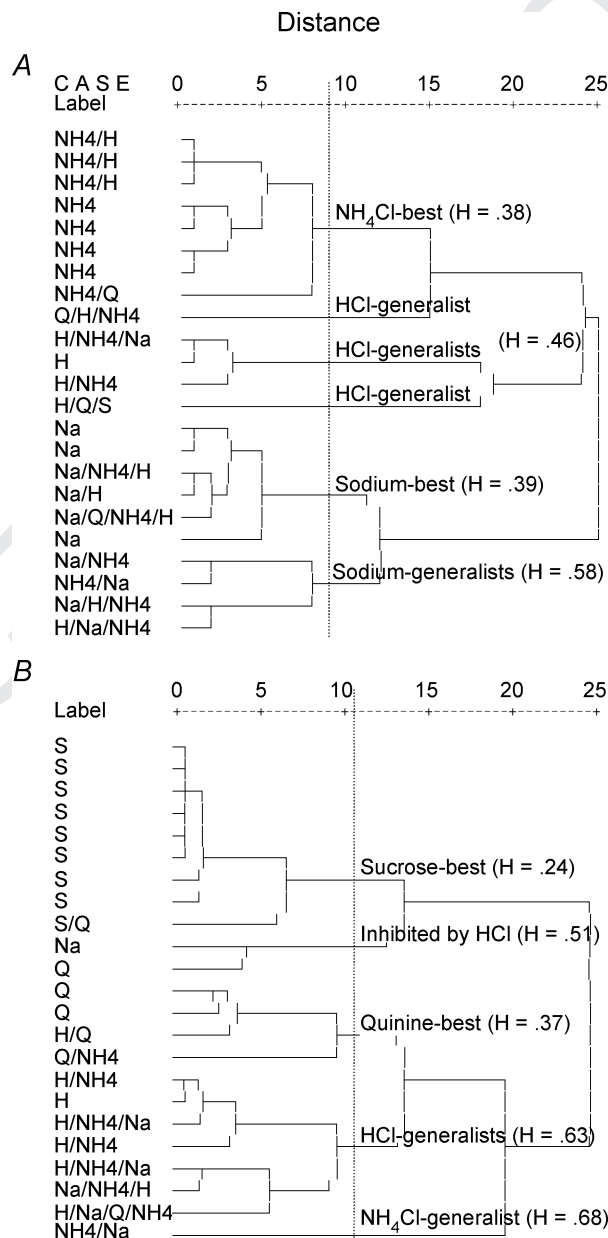 Distance
A
C A S E 0 5 10 15 20 25
Label
NH4/H
NH4/H
NH4/H
NH4
NH4 NH4Cl-best (H = .38)
NH4
NH4
NH4/Q
Q/H/NH4 HCl-generalist
H/NH4/Na (H = .46)
H HCl-generalists
H/NH4
H/Q/S HCl-generalist
Na
Na
Na/NH4/H
Na/H Sodium-best (H = .39)
Na/Q/NH4/H
Na
Na/NH4
NH4/Na Sodium-generalists (H = .58)
Na/H/NH4
H/Na/NH4
B
0 5 10 15 20 25
Label
S
S
S
S
S
S
S Sucrose-best (H = .24)
S
S/Q
Na Inhibited by HCl (H = .51)
Q
Q
Q
H/Q Quinine-best (H = .37)
Q/NH4
H/NH4
H
H/NH4/Na
H/NH4 HCl-generalists (H = .63)
H/NH4/Na
Na/NH4/H
H/Na/Q/NH4
NH4/Na NH4Cl-generalist (H = .68)